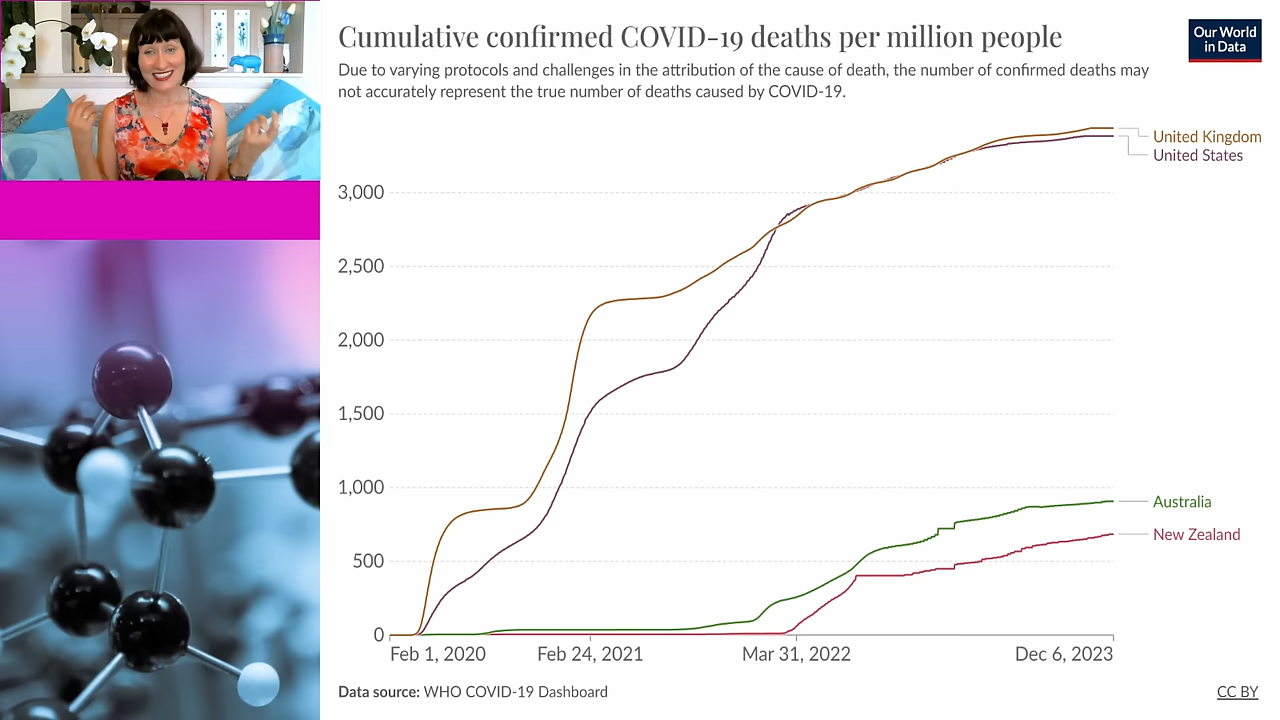 Cumulative confirmed COVID-19 deaths per million people
Our World
in Data
Due to varying protocols and challenges in the attribution of the cause of death, the number of confirmed deaths may
not accurately represent the true number of deaths caused by COVID-19.
United Kingdom
United States
3,000
2,500
2,000
1,500
1,000
Australia
New Zealand
500
0
Feb 1, 2020
Feb 24, 2021
Mar 31, 2022
Dec 6, 2023
Data source: WHO COVID-19 Dashboard
CC BY